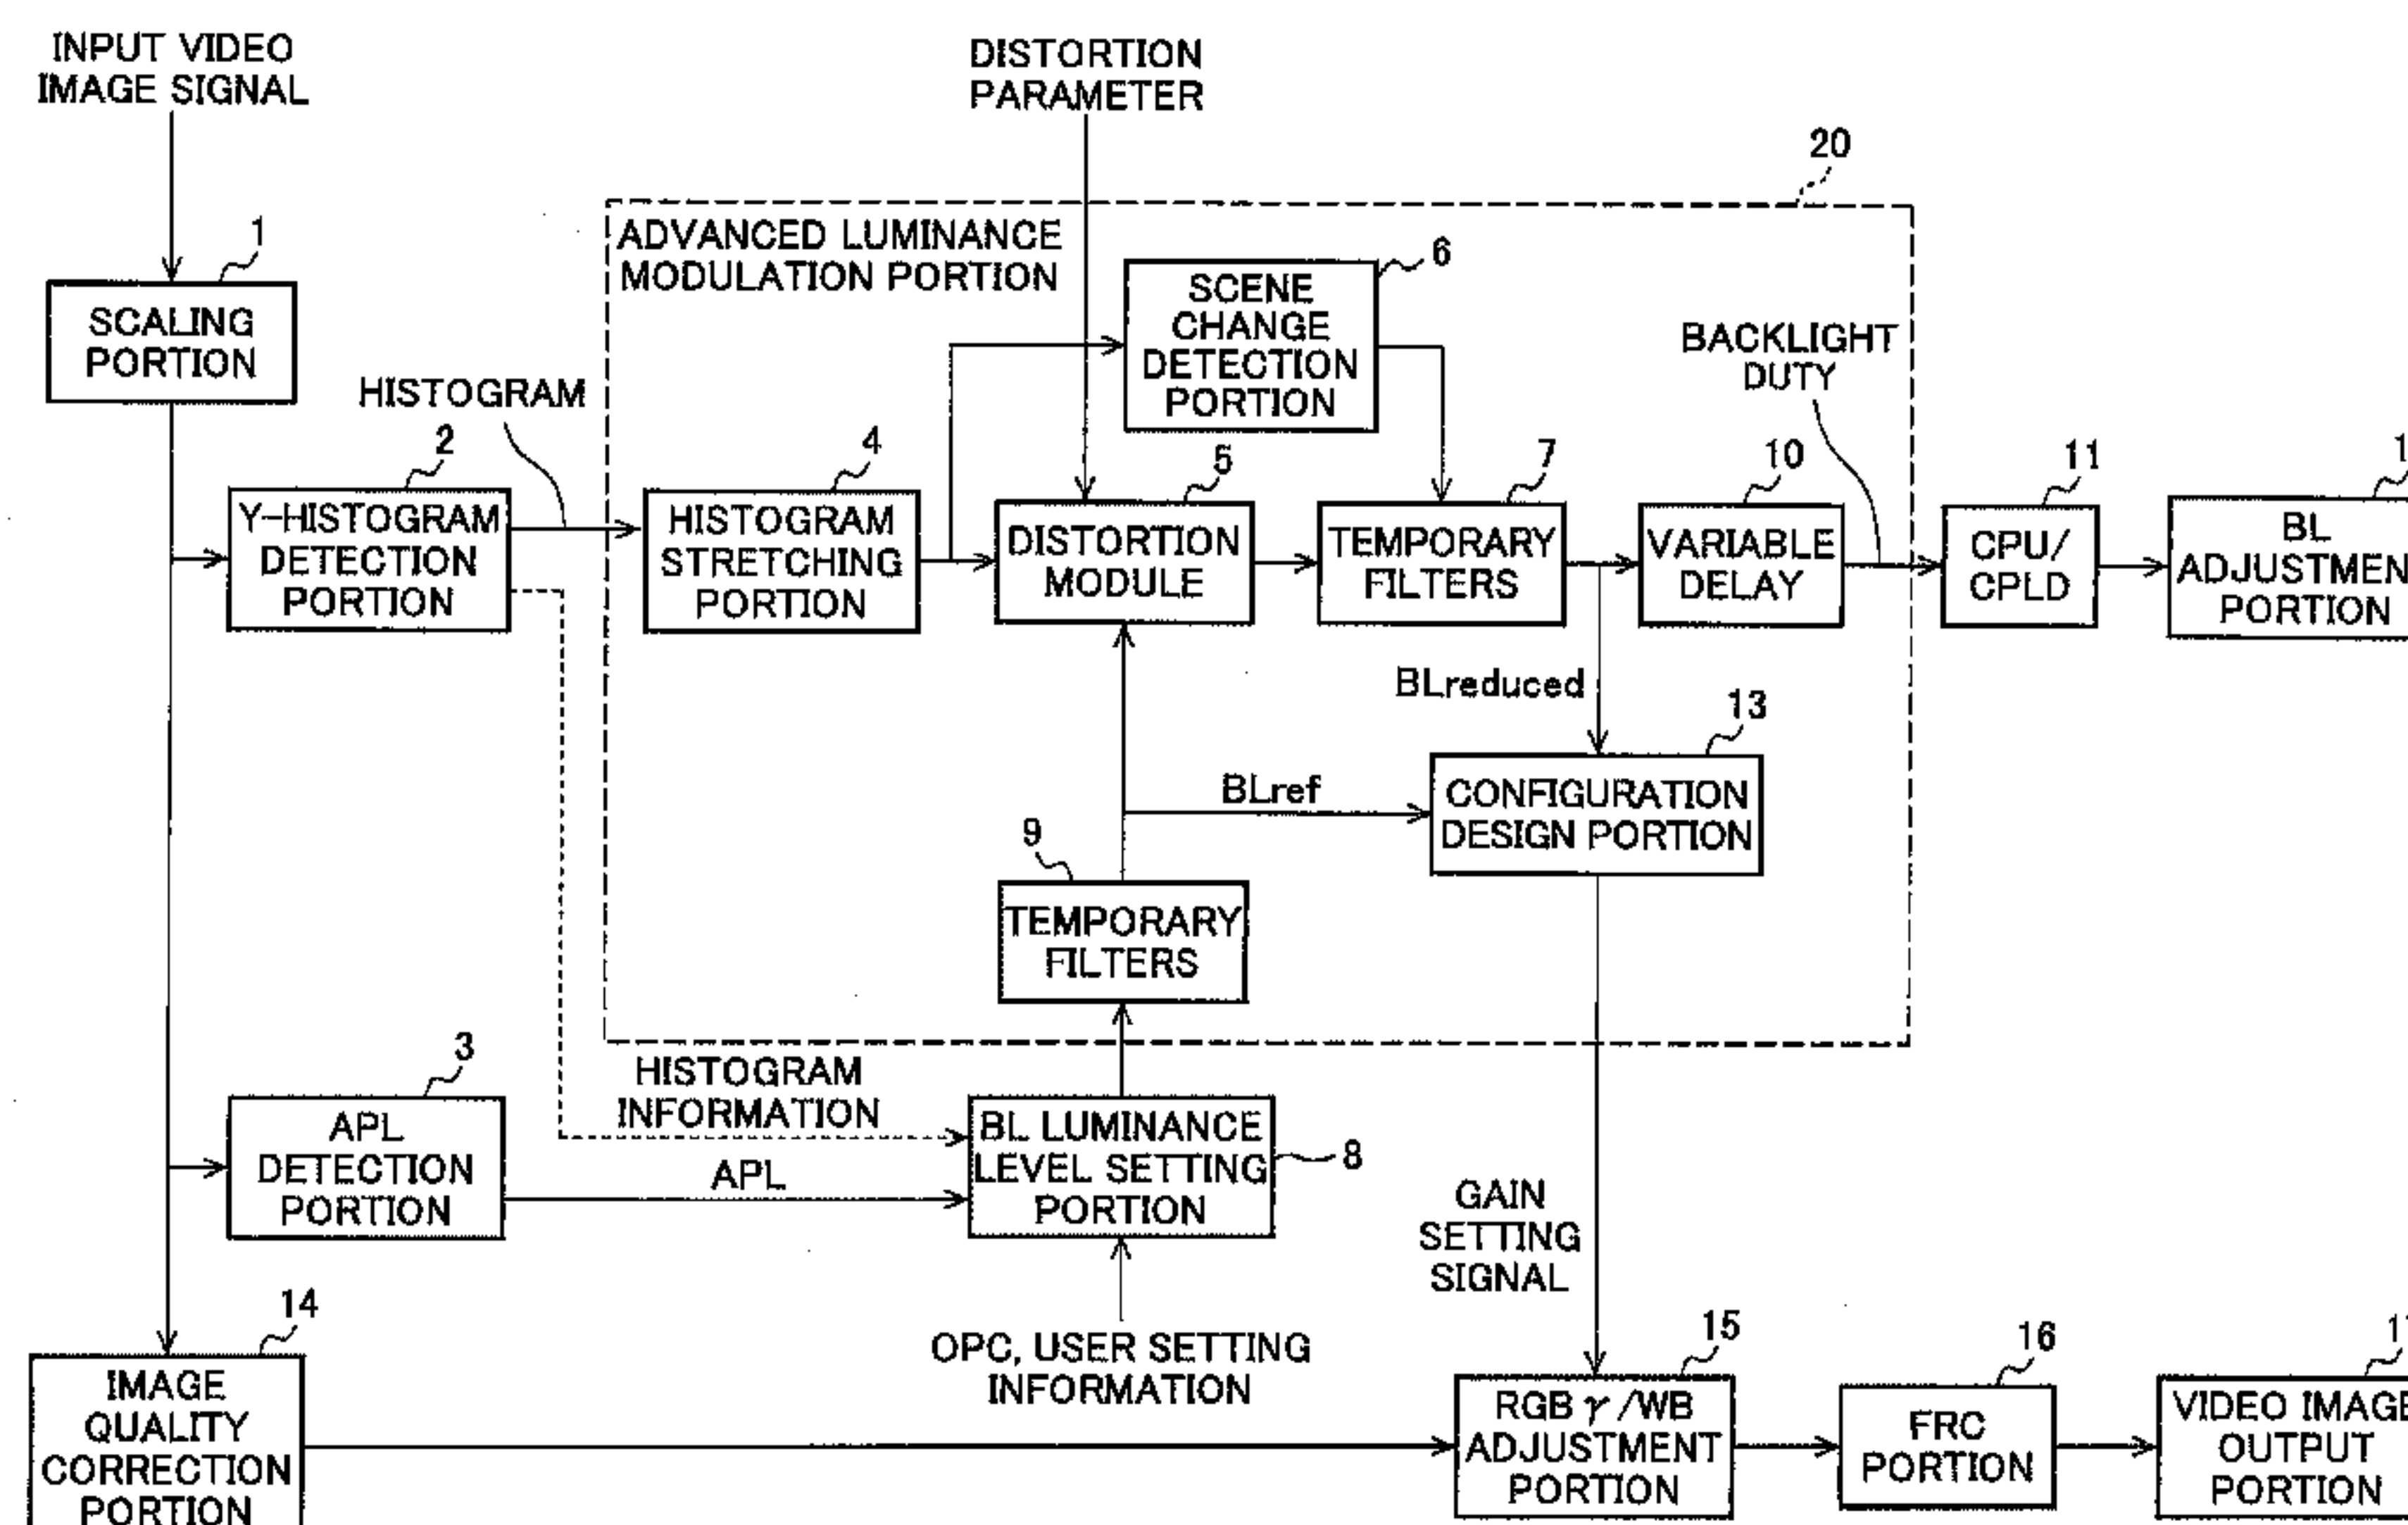 INPUT VIDEO
IMAGE SIGNAL
DISTORTION
PARAMETER
20
1
SCALING
PORTION
ADVANCED LUMINANCE
MODULATION PORTION
6
SCENE
CHANGE
DETECTION
PORTION
BACKLIGHT
DUTY
HISTOGRAM
2
Y-HISTOGRAM
DETECTION
PORTION
4
HISTOGRAM
STRETCHING
PORTION
5
DISTORTION
MODULE
7
TEMPORARY
FILTERS
10
VARIABLE
DELAY
11
CPU/
CPLD
1
BL
ADJUSTMEN
PORTION
BLreduced
13
CONFIGURATION
DESIGN PORTION
BLref
9
TEMPORARY
FILTERS
3
APL
DETECTION
PORTION
HISTOGRAM
INFORMATION
APL
BL LUMINANCE
LEVEL SETTING
PORTION
8
GAIN
SETTING
SIGNAL
OPC, USER SETTING
INFORMATION
14
IMAGE
QUALITY
CORRECTION
PORTION
15
RGB γ /WB
ADJUSTMENT
PORTION
16
FRC
PORTION
VIDEO IMAGE
OUTPUT
PORTION